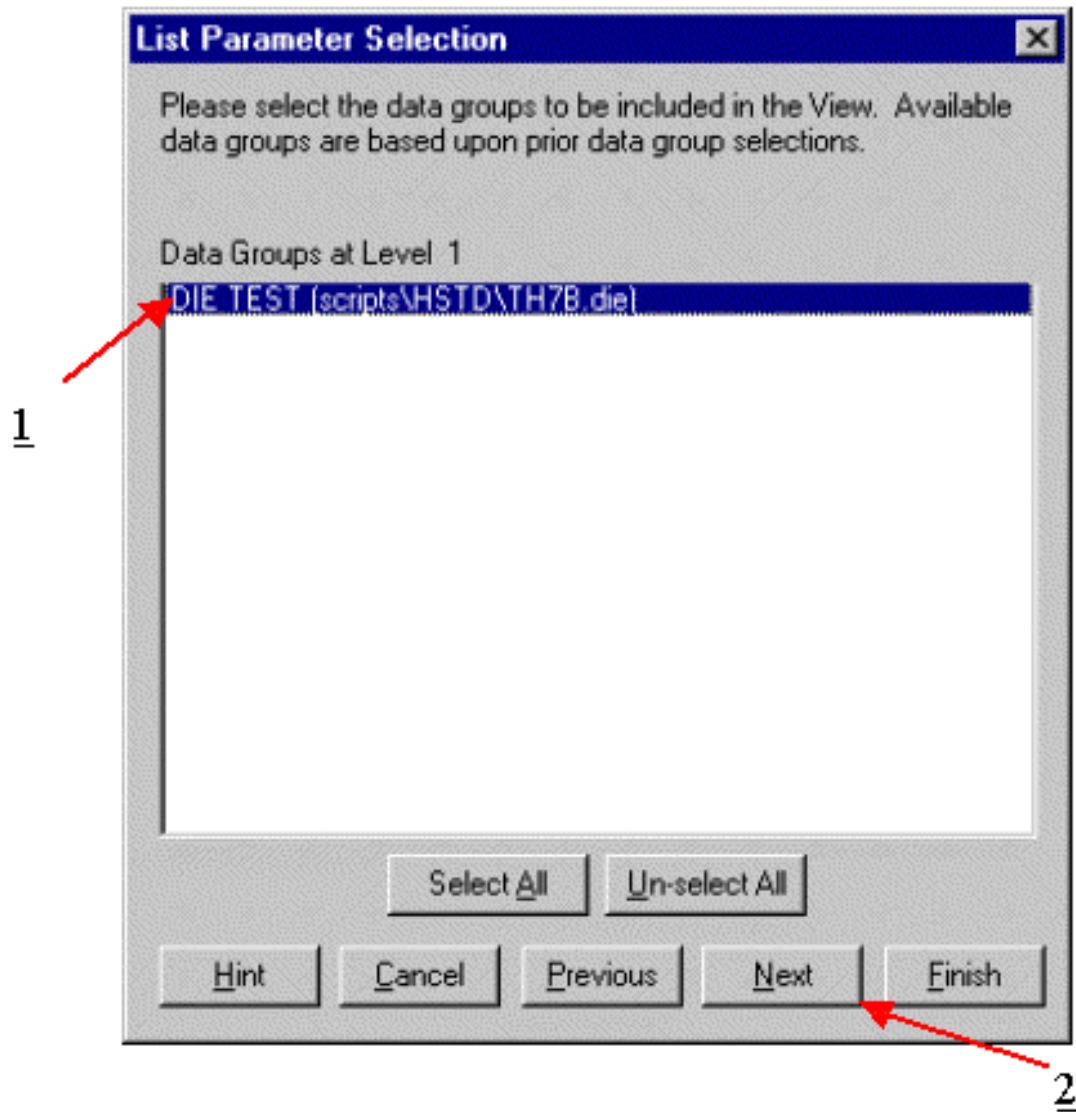 List Parameter Selection
Please select the data groups to be included in the View. Available
data groups are based upon prior data group selections.
Data Groups at Level 1
DIE TEST (scripts\HSTD\TH7B.die)
1
Select All Un-select All
Hint Cancel Previous Next Finish
2